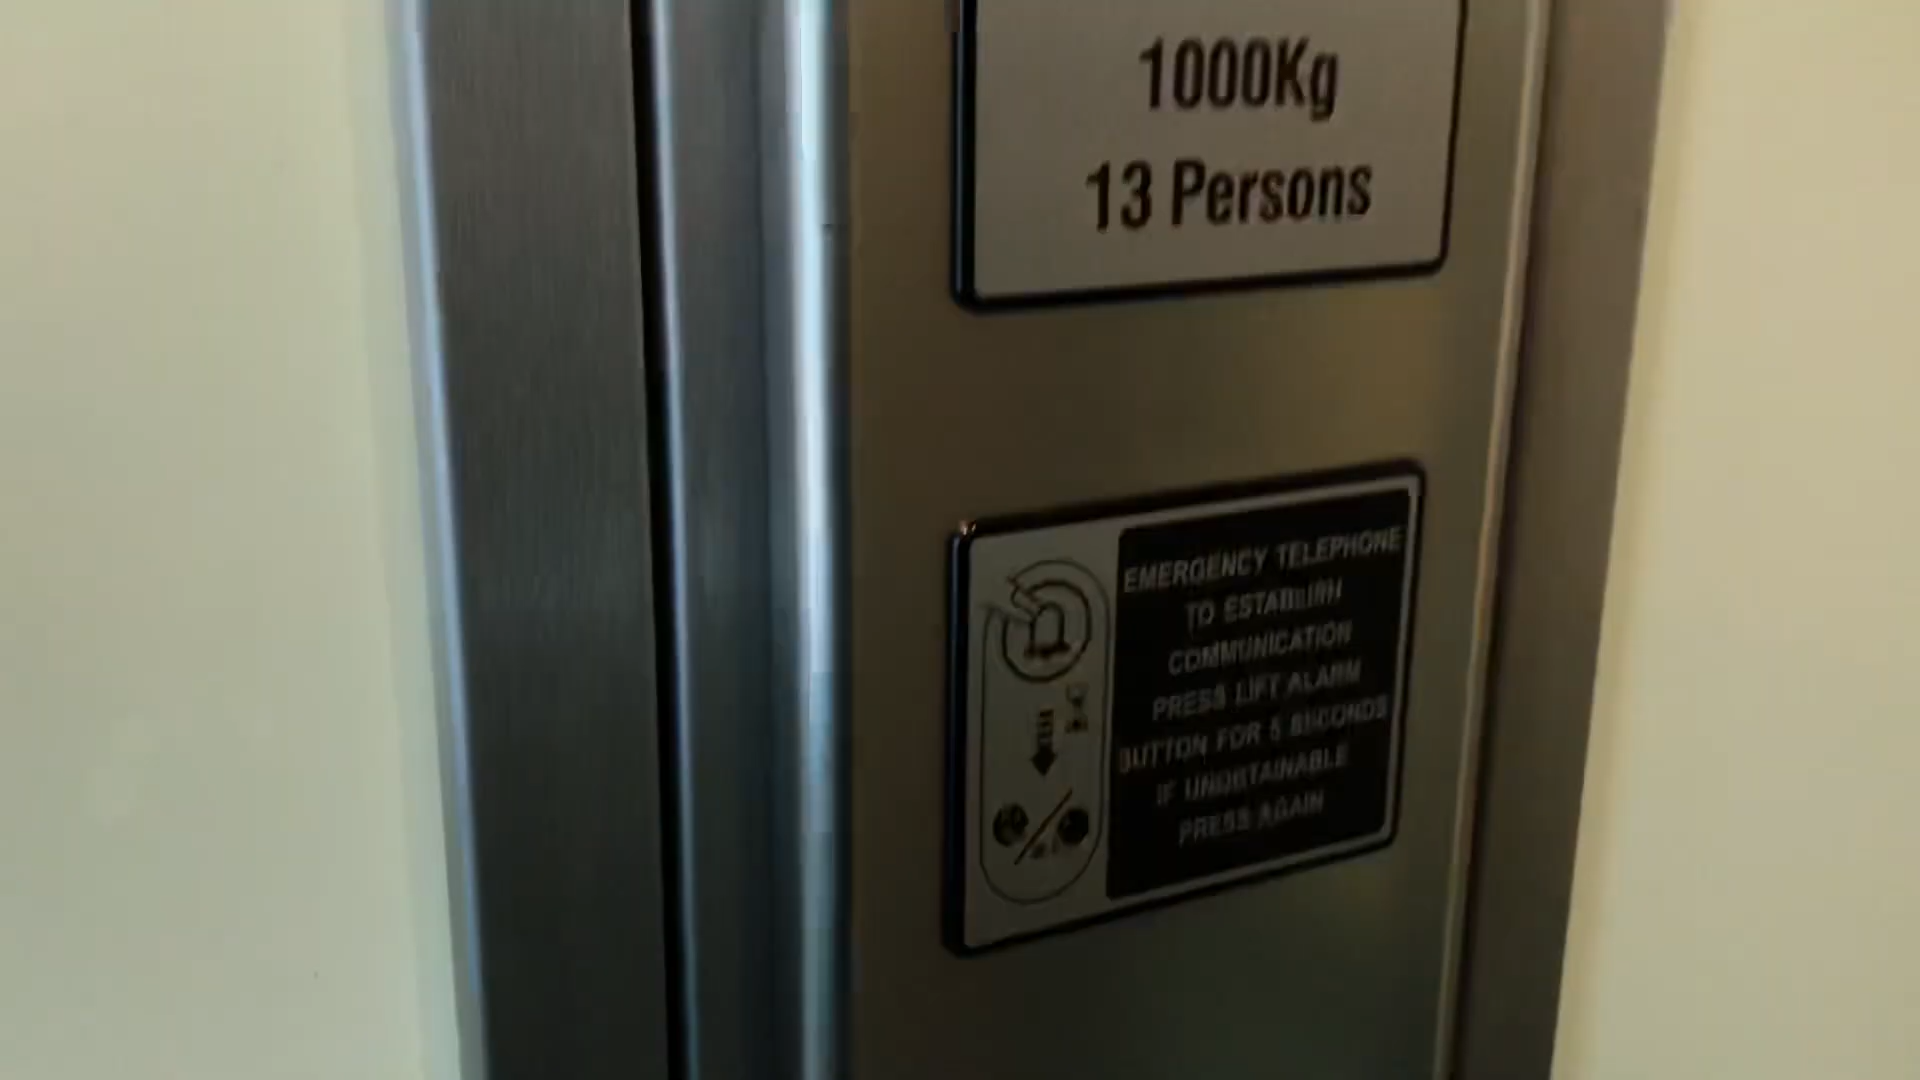 1000Kg
13 Persons
EMERGENCY TELEPHONE
TO ESTABLISH
COMMUNICATION
PRESS LIFT ALARM
BUTTON FOR 5 SECONDS
IF UNOBTAINABLE
PRESS AGAIN